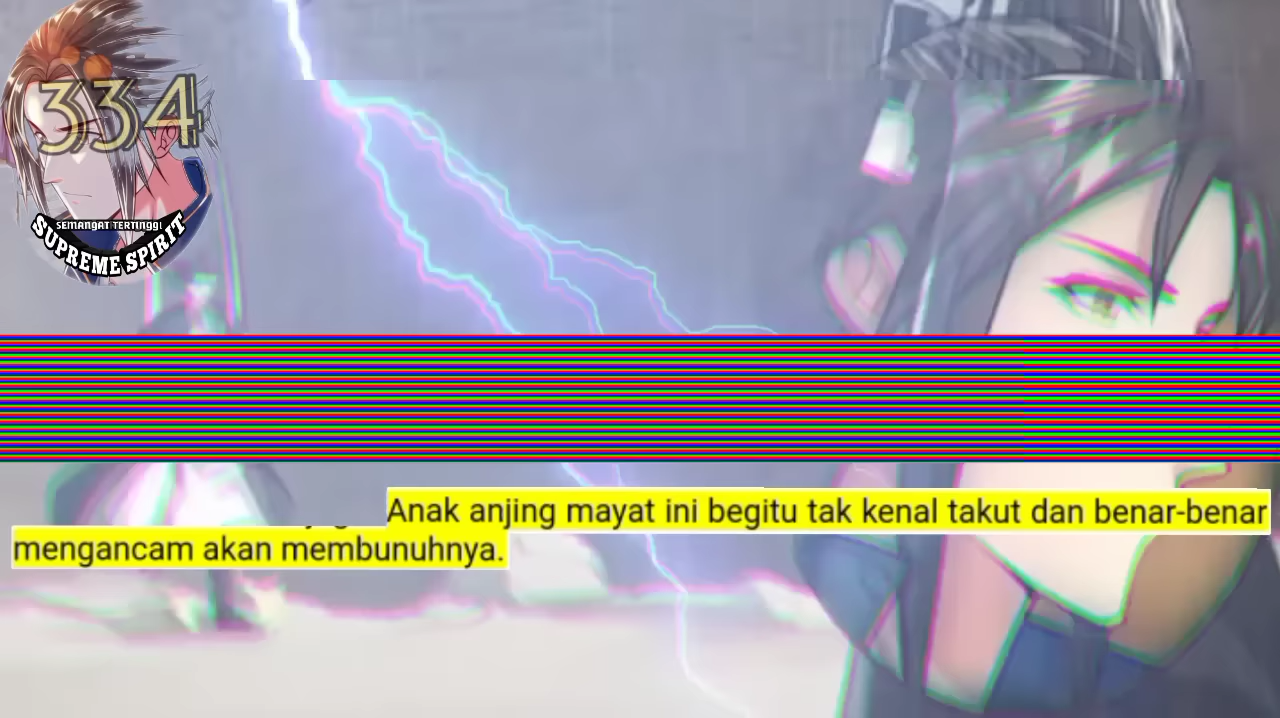 334
SEMANGAT TERTINGGI
SUPREME SPIRIT
Anak anjing mayat ini begitu tak kenal takut dan benar-benar
mengancam akan membunuhnya.